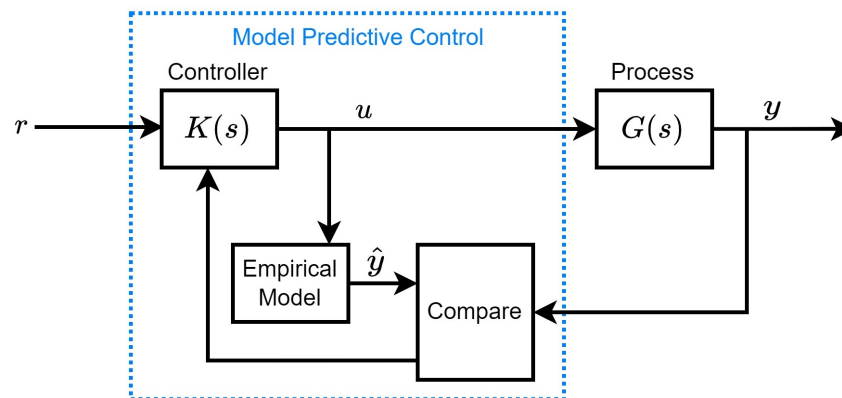 Model Predictive Control
Controller
Process
r
K(s)
u
G(s)
y
Empirical
Model
ŷ
Compare